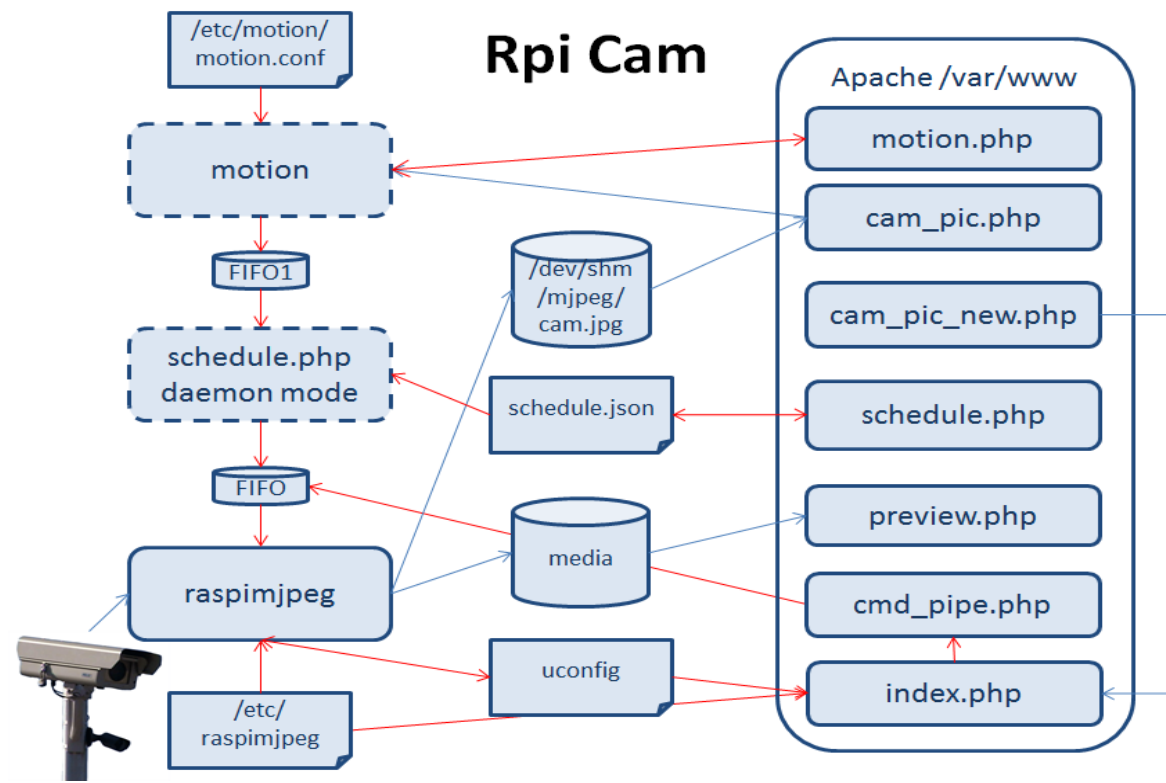 /etc/motion/
motion.conf
Rpi Cam
Apache /var/www
motion
motion.php
cam_pic.php
FIFO1
/dev/shm
/mjpeg/
cam.jpg
cam_pic_new.php
schedule.php
daemon mode
schedule.json
schedule.php
FIFO
preview.php
media
raspimjpeg
cmd_pipe.php
uconfig
index.php
/etc/
raspimjpeg